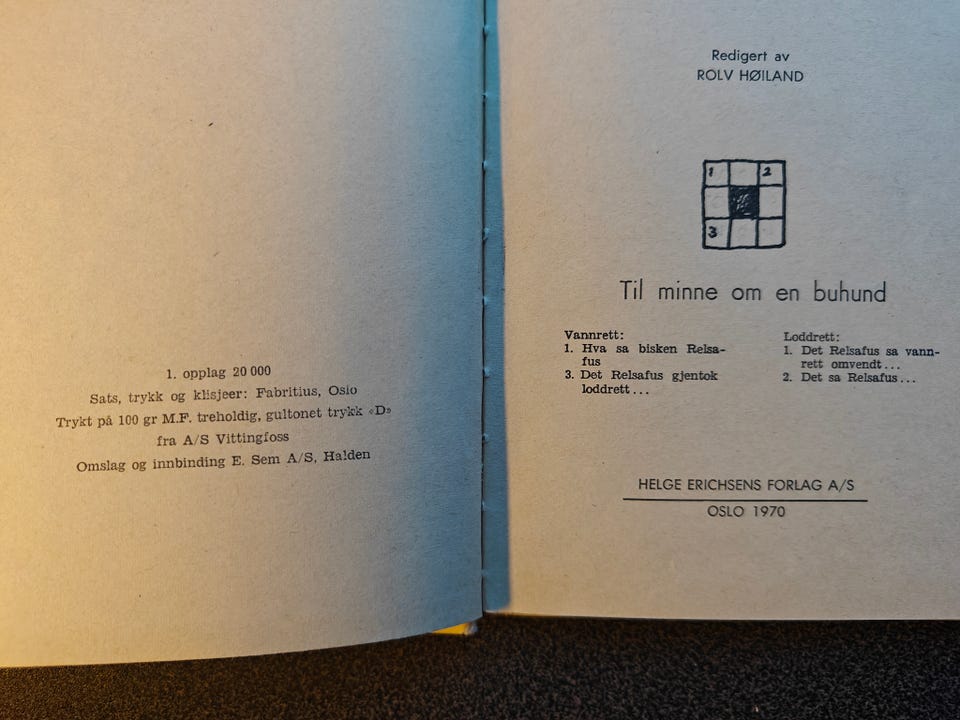 1. opplag 20 000
Sats, trykk og klisjeer: Fabritius, Oslo
Trykt på 100 gr M.F. treholdig, gultonet trykk «D»
fra A/S Vittingfoss
Omslag og innbinding E. Sem A/S, Halden
Redigert av
ROLV HØILAND
1 2
3
Til minne om en buhund
Vannrett:
1. Hva sa bisken Relsa-
fus
3. Det Relsafus gjentok
loddrett...
Loddrett:
1. Det Relsafus sa vann-
rett omvendt...
2. Det sa Relsafus...
HELGE ERICHSENS FORLAG A/S
OSLO 1970